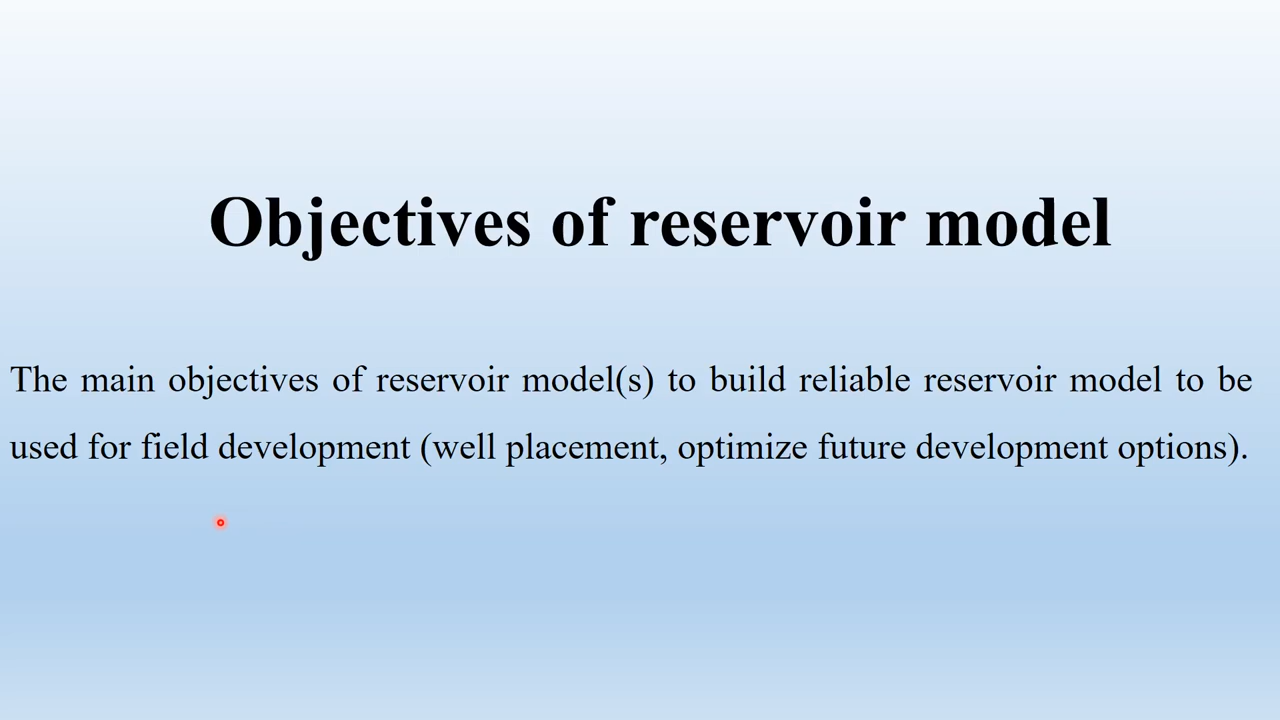 Objectives of reservoir model
The main objectives of reservoir model(s) to build reliable reservoir model to be
used for field development (well placement, optimize future development options).